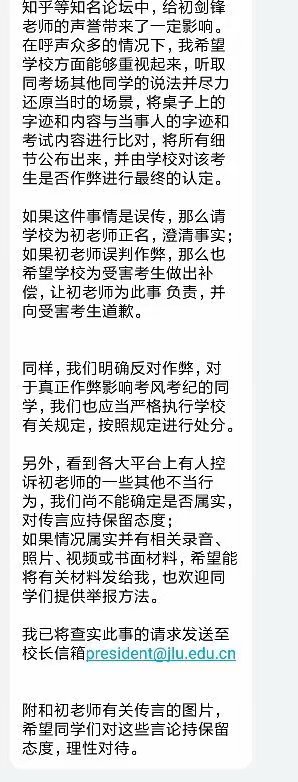 知乎等知名论坛中，给初剑锋
老师的声誉带来了一定影响。
在呼声众多的情况下，我希望
学校方面能够重视起来，听取
同考场其他同学的说法并尽力
还原当时的场景，将桌子上的
字迹和内容与当事人的字迹和
考试内容进行比对，将所有细
节公布出来，并由学校对该考
生是否作弊进行最终的认定。
如果这件事情是误传，那么请
学校为初老师正名，澄清事实；
如果初老师误判作弊，那么也
希望学校为受害考生做出补
偿，让初老师为此事 负责，并
向受害考生道歉。
同样，我们明确反对作弊，对
于真正作弊影响考风考纪的同
学，我们也应当严格执行学校
有关规定，按照规定进行处分。
另外，看到各大平台上有人控
诉初老师的一些其他不当行
为，我们尚不能确定是否属实，
对传言应持保留态度；
如果情况属实并有相关录音、
照片、视频或书面材料，希望能
将有关材料发给我，也欢迎同
学们提供举报方法。
我已将查实此事的请求发送至
校长信箱president@jlu.edu.cn
附和初老师有关传言的图片，
希望同学们对这些言论持保留
态度，理性对待。